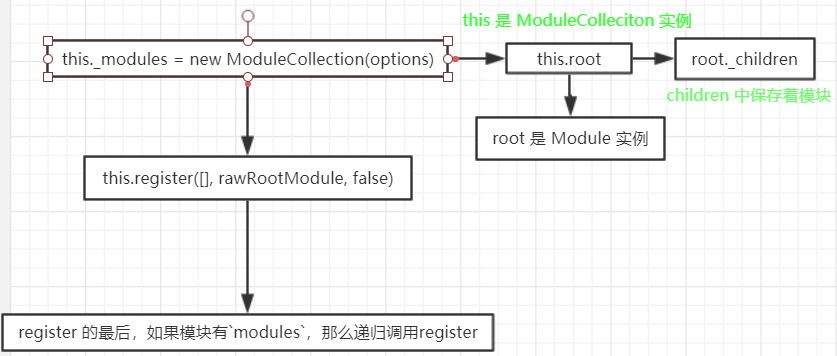 this 是 ModuleColleciton 实例
this._modules = new ModuleCollection(options)
this.root
root._children
children 中保存着模块
root 是 Module 实例
this.register([], rawRootModule, false)
register 的最后，如果模块有`modules`，那么递归调用register